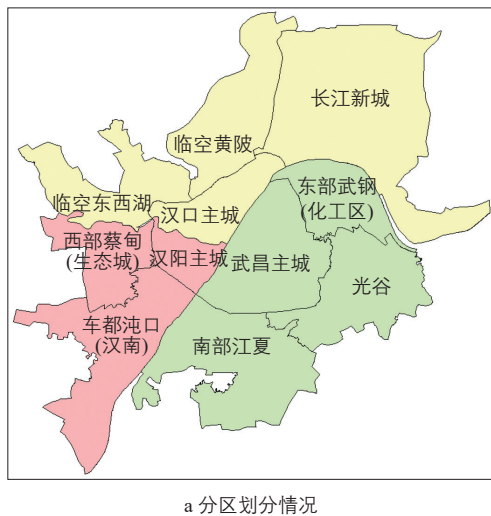 长江新城
临空黄陂
东部武钢
(化工区)
临空东西湖
汉口主城
西部蔡甸
(生态城)
汉阳主城
武昌主城
光谷
车都沌口
(汉南)
南部江夏
a 分区划分情况